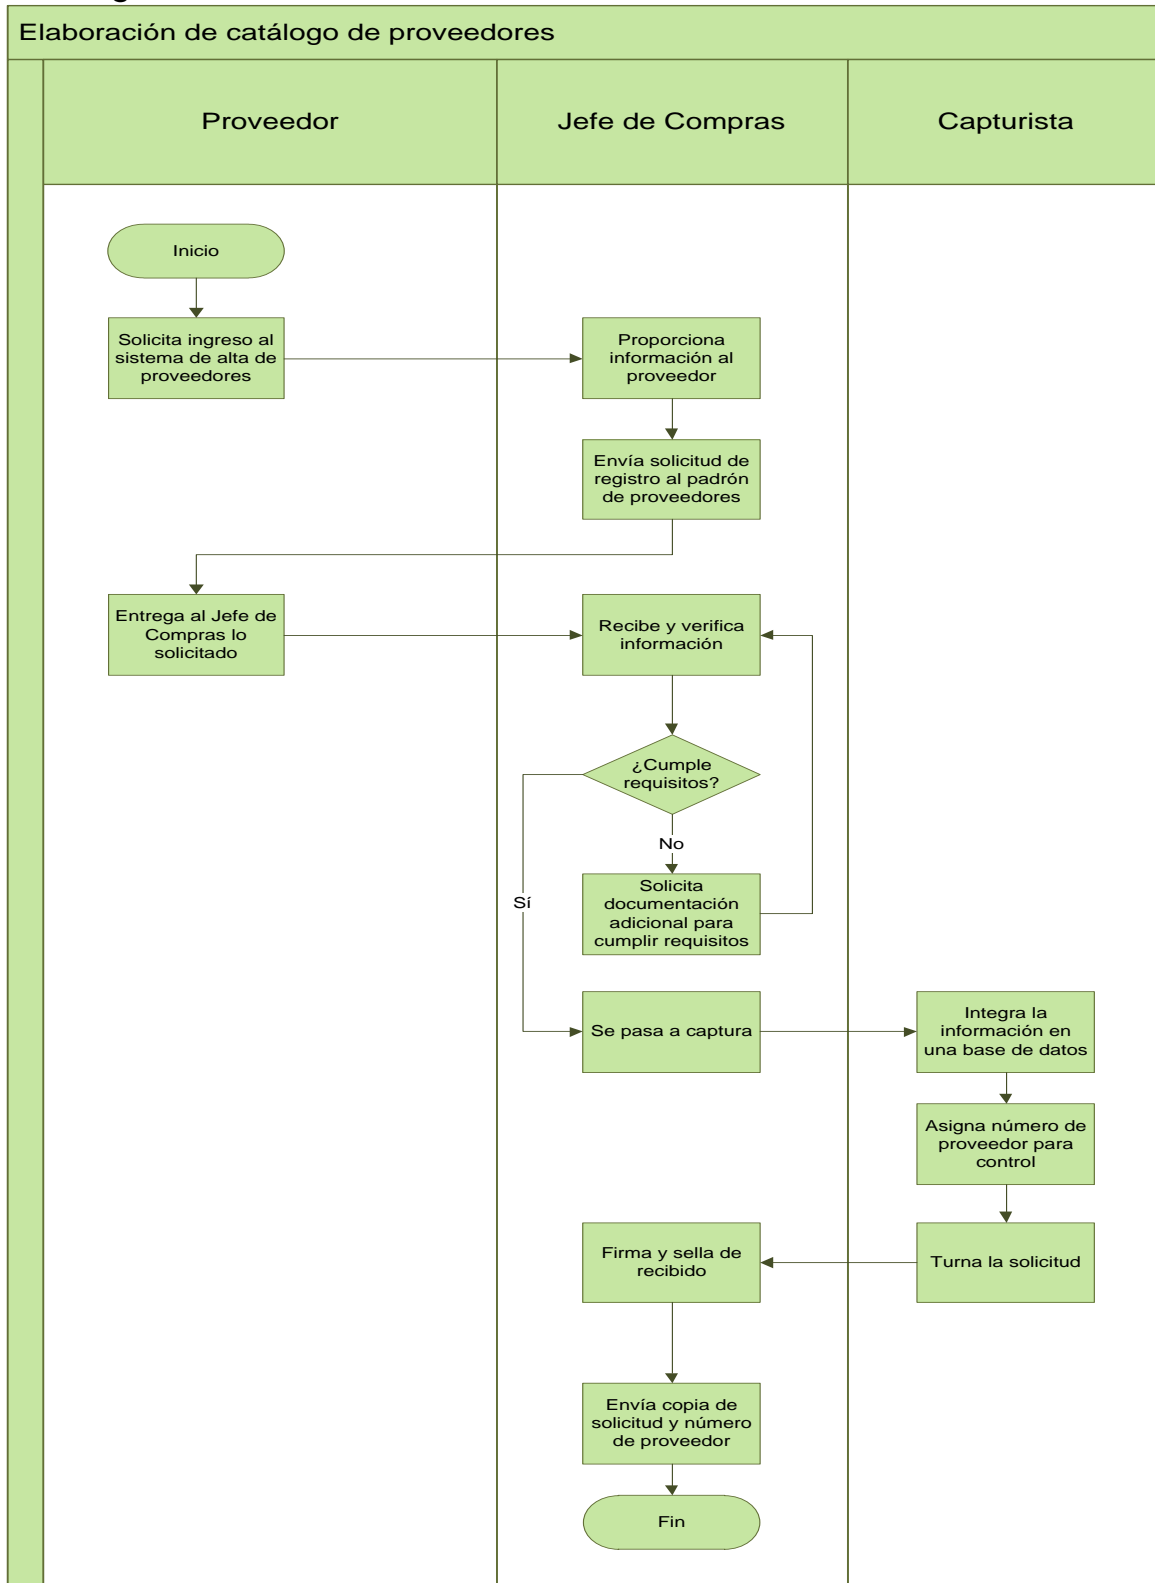 Elaboración de catálogo de proveedores
Proveedor
Jefe de Compras
Capturista
Inicio
Solicita ingreso al
sistema de alta de
proveedores
Proporciona
información al
proveedor
Envía solicitud de
registro al padrón
de proveedores
Entrega al Jefe de
Compras lo
solicitado
Recibe y verifica
información
¿Cumple
requisitos?
No
Sí
Solicita
documentación
adicional para
cumplir requisitos
Se pasa a captura
Integra la
información en
una base de datos
Asigna número de
proveedor para
control
Turna la solicitud
Firma y sella de
recibido
Envía copia de
solicitud y número
de proveedor
Fin